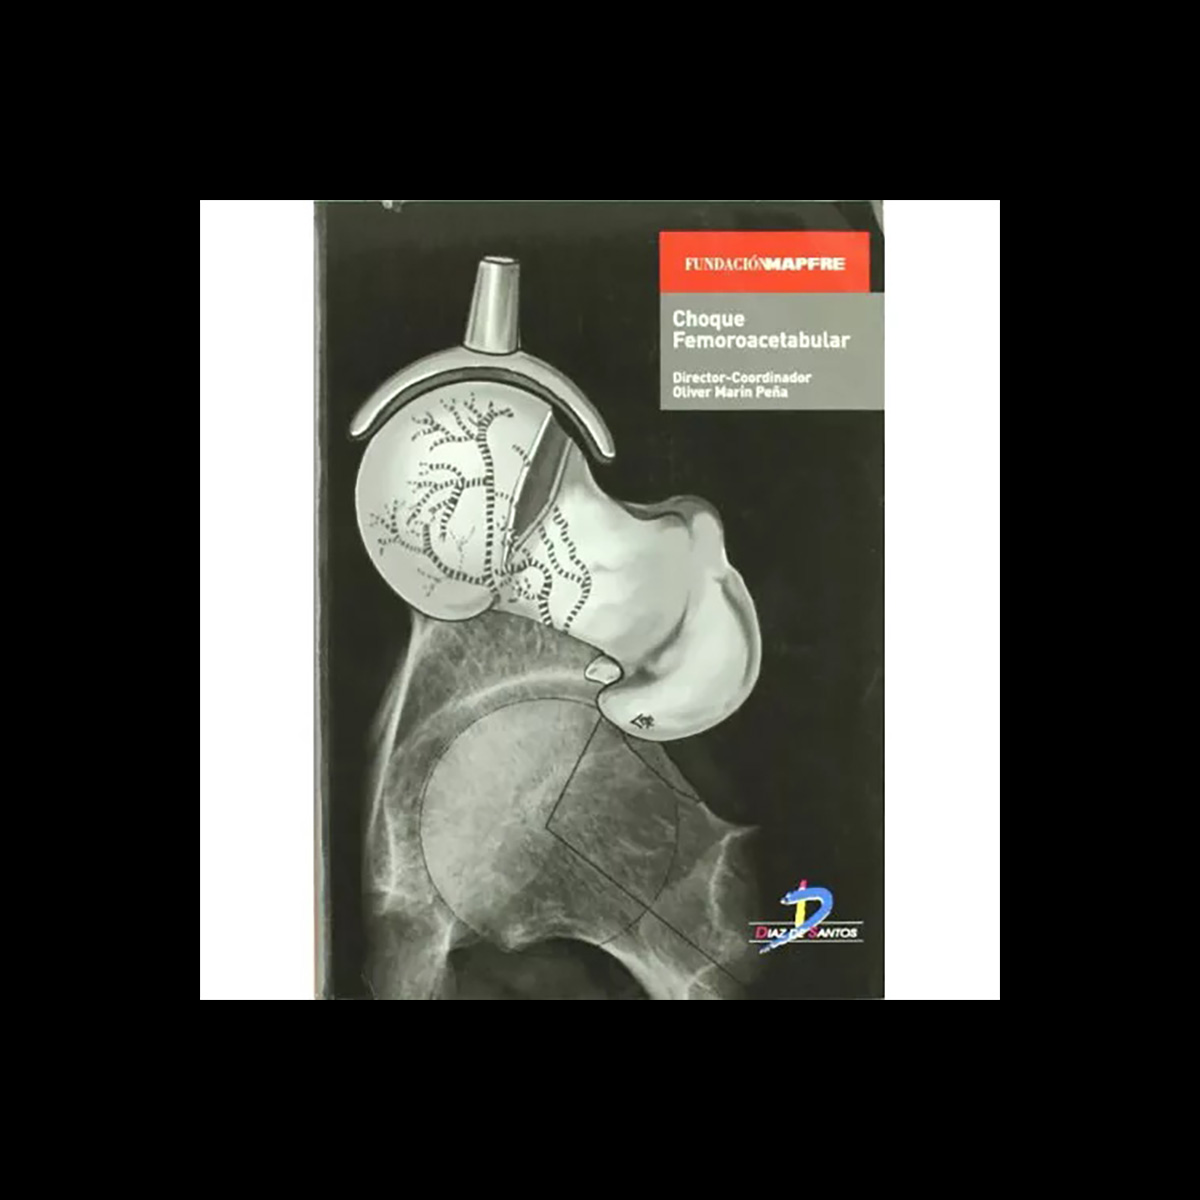 FUNDACIÓNMAPFRE
Choque
Femoroacetabular
Director-Coordinador
Oliver Marín Peña
DIAZ DE SANTOS